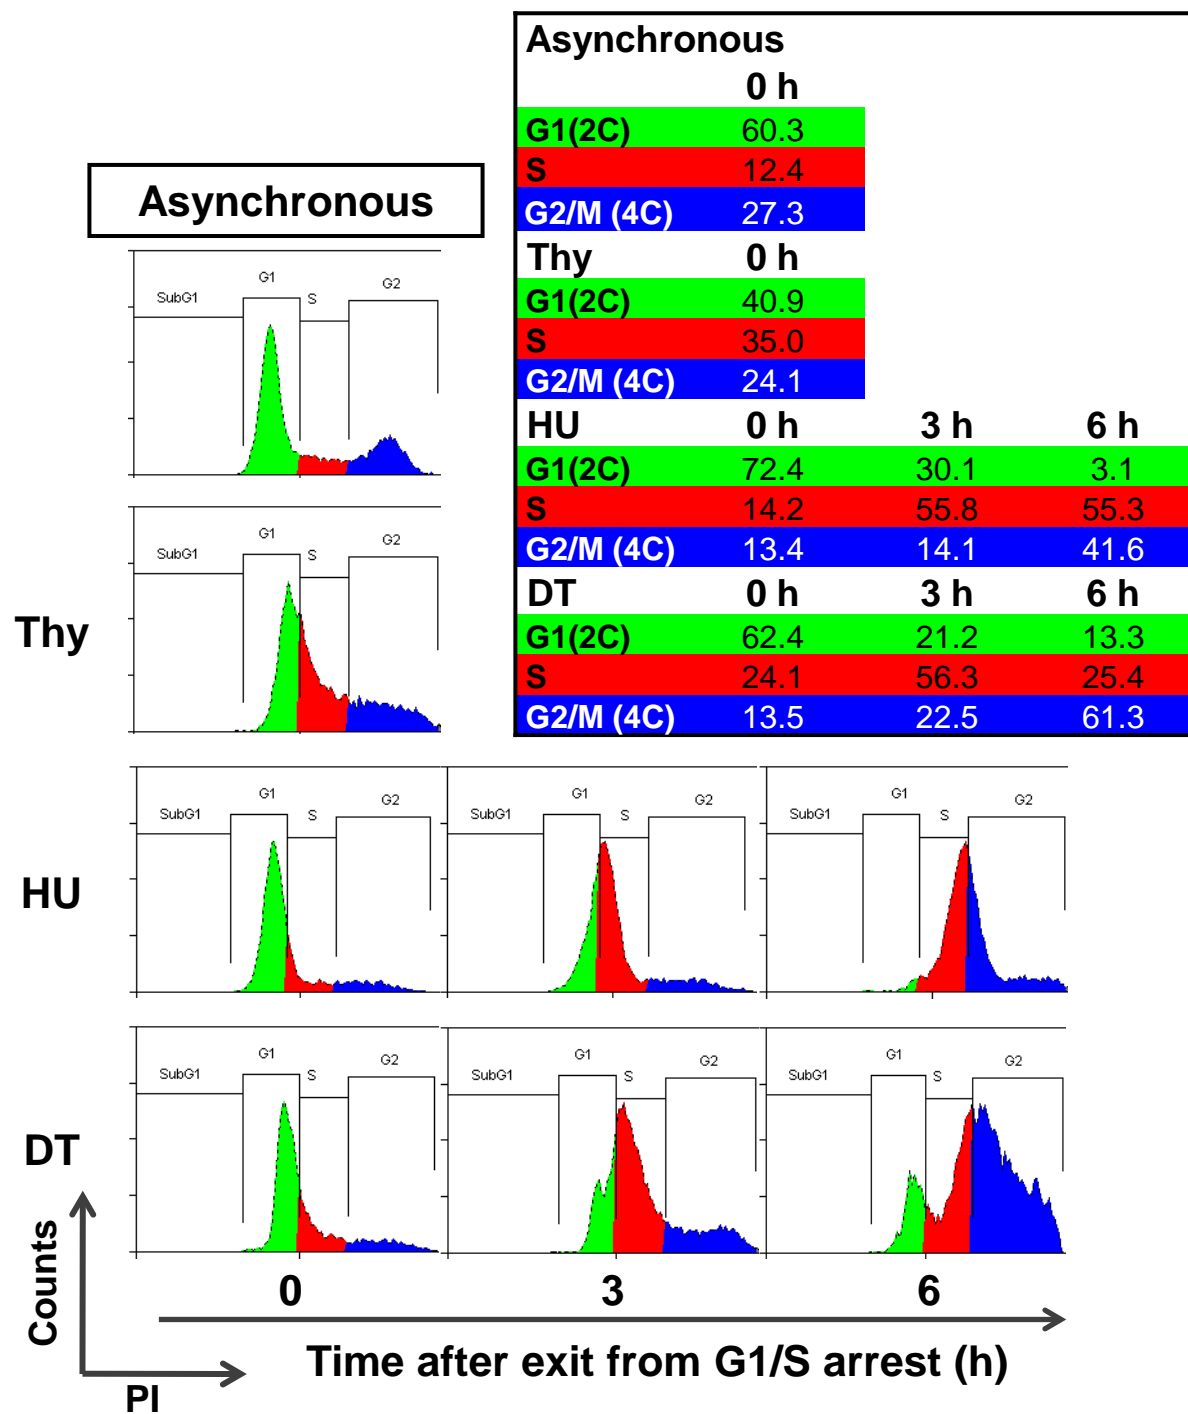 Asynchronous
0 h
G1(2C) 60.3
S 12.4
G2/M (4C) 27.3
Thy 0 h
G1(2C) 40.9
S 35.0
G2/M (4C) 24.1
HU 0 h 3 h 6 h
G1(2C) 72.4 30.1 3.1
S 14.2 55.8 55.3
G2/M (4C) 13.4 14.1 41.6
DT 0 h 3 h 6 h
G1(2C) 62.4 21.2 13.3
S 24.1 56.3 25.4
G2/M (4C) 13.5 22.5 61.3
Asynchronous
SubG1 G1 S G2
Thy
SubG1 G1 S G2
HU
SubG1 G1 S G2
SubG1 G1 S G2
SubG1 G1 S G2
DT
SubG1 G1 S G2
SubG1 G1 S G2
SubG1 G1 S G2
Counts
PI
0 3 6
Time after exit from G1/S arrest (h)